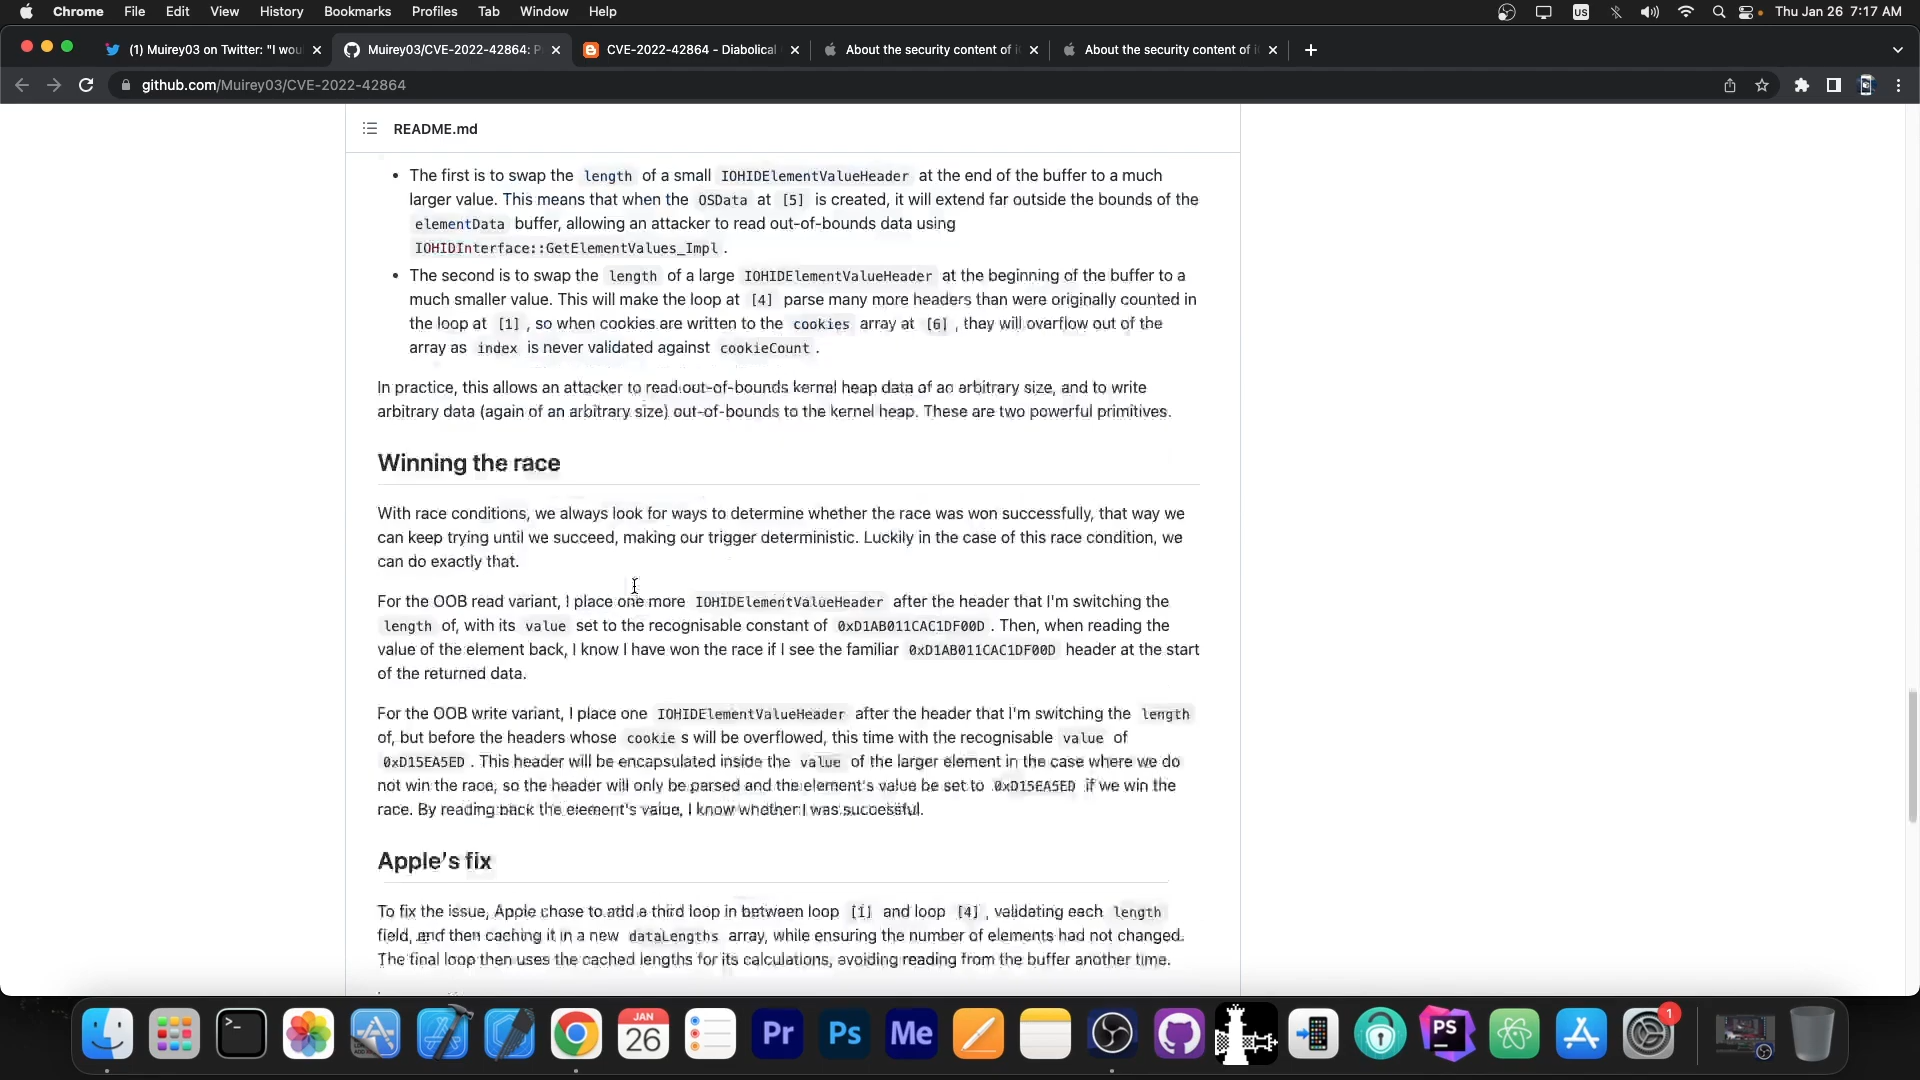 Chrome File Edit View History Bookmarks Profiles Tab Window Help
US
Thu Jan 26 7:17 AM
(1) Muirey03 on Twitter: "I wou
Muirey03/CVE-2022-42864: P
CVE-2022-42864 - Diabolical
About the security content of i
About the security content of i
github.com/Muirey03/CVE-2022-42864
README.md
• The first is to swap the length of a small IOHIDElementValueHeader at the end of the buffer to a much
larger value. This means that when the OSData at [5] is created, it will extend far outside the bounds of the
elementData buffer, allowing an attacker to read out-of-bounds data using
IOHIDInterface::GetElementValues_Impl.
• The second is to swap the length of a large IOHIDElementValueHeader at the beginning of the buffer to a
much smaller value. This will make the loop at [4] parse many more headers than were originally counted in
the loop at [1], so when cookies are written to the cookies array at [6], they will overflow out of the
array as index is never validated against cookieCount.
In practice, this allows an attacker to read out-of-bounds kernel heap data of an arbitrary size, and to write
arbitrary data (again of an arbitrary size) out-of-bounds to the kernel heap. These are two powerful primitives.
Winning the race
With race conditions, we always look for ways to determine whether the race was won successfully, that way we
can keep trying until we succeed, making our trigger deterministic. Luckily in the case of this race condition, we
can do exactly that.
For the OOB read variant, I place one more IOHIDElementValueHeader after the header that I'm switching the
length of, with its value set to the recognisable constant of 0xD1AB011CAC1DF00D. Then, when reading the
value of the element back, I know I have won the race if I see the familiar 0xD1AB011CAC1DF00D header at the start
of the returned data.
For the OOB write variant, I place one IOHIDElementValueHeader after the header that I'm switching the length
of, but before the headers whose cookie s will be overflowed, this time with the recognisable value of
0xD15EA5ED. This header will be encapsulated inside the value of the larger element in the case where we do
not win the race, so the header will only be parsed and the element's value be set to 0xD15EA5ED if we win the
race. By reading back the element's value, I know whether I was successful.
Apple's fix
To fix the issue, Apple chose to add a third loop in between loop [1] and loop [4], validating each length
field, and then caching it in a new dataLengths array, while ensuring the number of elements had not changed.
The final loop then uses the cached lengths for its calculations, avoiding reading from the buffer another time.
JAN
26
Pr
Ps
Me
PS
1